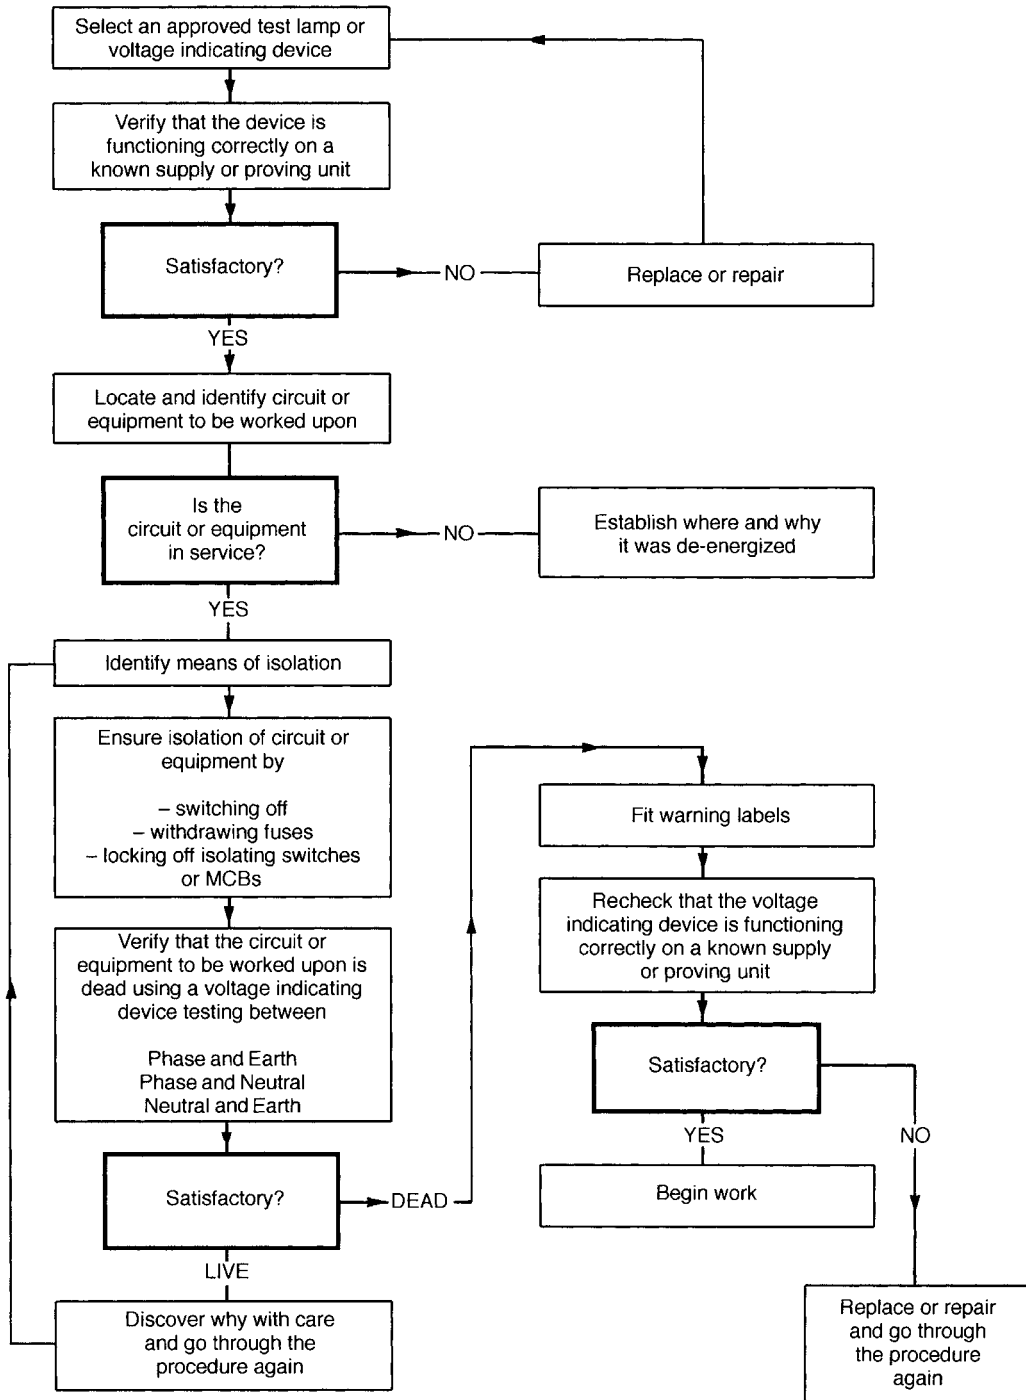 Select an approved test lamp or
voltage indicating device
Verify that the device is
functioning correctly on a
known supply or proving unit
Satisfactory?
NO
Replace or repair
YES
Locate and identify circuit or
equipment to be worked upon
Is the
circuit or equipment
in service?
NO
Establish where and why
it was de-energized
YES
Identify means of isolation
Ensure isolation of circuit or
equipment by
– switching off
– withdrawing fuses
– locking off isolating switches
or MCBs
Verify that the circuit or
equipment to be worked upon is
dead using a voltage indicating
device testing between
Phase and Earth
Phase and Neutral
Neutral and Earth
Satisfactory?
DEAD
LIVE
Discover why with care
and go through the
procedure again
Fit warning labels
Recheck that the voltage
indicating device is functioning
correctly on a known supply
or proving unit
Satisfactory?
YES
NO
Begin work
Replace or repair
and go through
the procedure
again